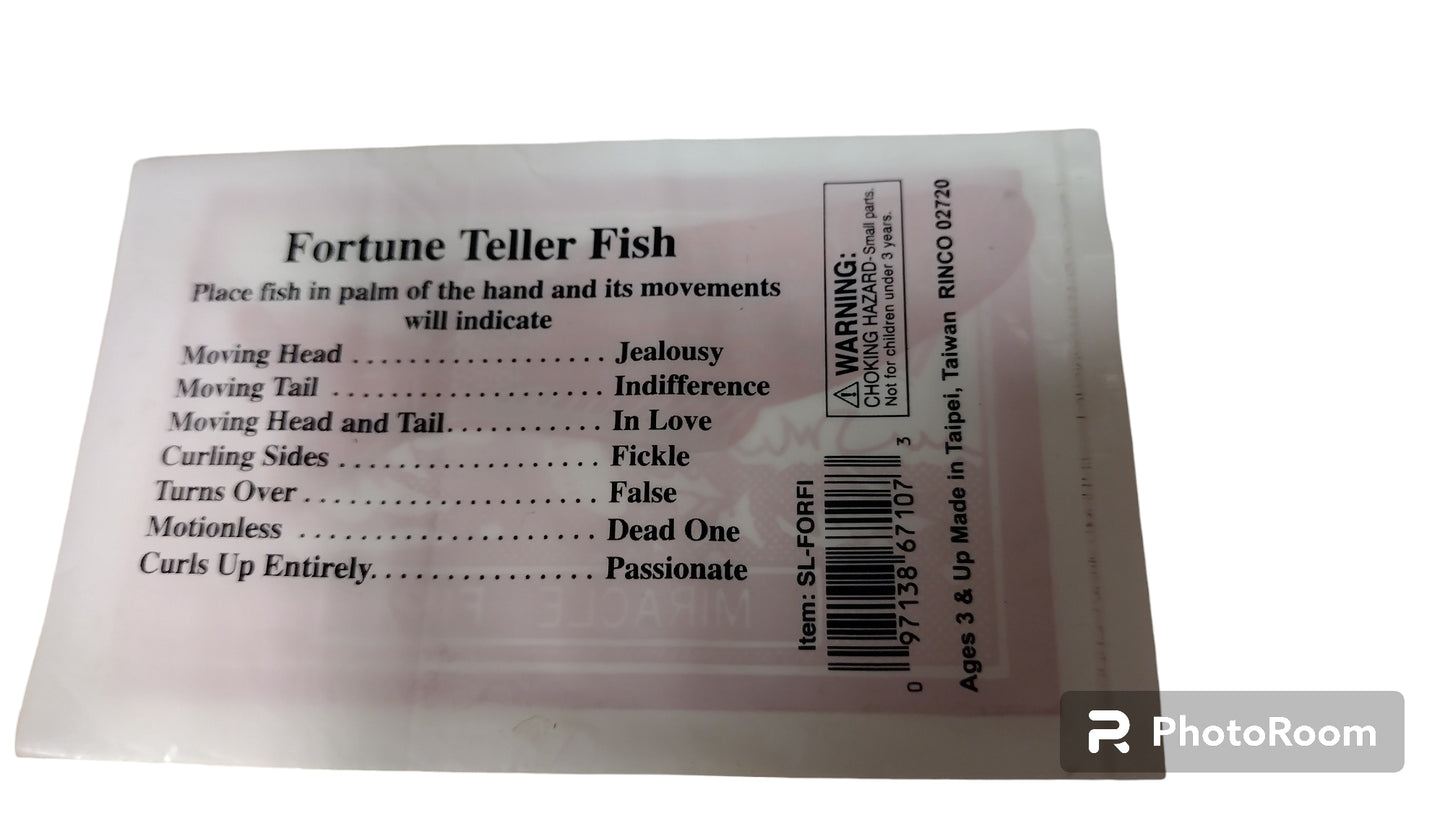 Fortune Teller Fish
Place fish in palm of the hand and its movements
will indicate
Moving Head . . . . . . . . . . . . . . . . . . . Jealousy
Moving Tail . . . . . . . . . . . . . . . . . . . . Indifference
Moving Head and Tail. . . . . . . . . . . . In Love
Curling Sides . . . . . . . . . . . . . . . . . . . Fickle
Turns Over . . . . . . . . . . . . . . . . . . . . . . False
Motionless . . . . . . . . . . . . . . . . . . . . . . Dead One
Curls Up Entirely. . . . . . . . . . . . . . . . Passionate
⚠ WARNING:
CHOKING HAZARD-Small parts.
Not for children under 3 years.
Item: SL-FORFI
0 97138 67107 3
Ages 3 & Up Made in Taipei, Taiwan RINCO 02720
MIRACLE
PhotoRoom